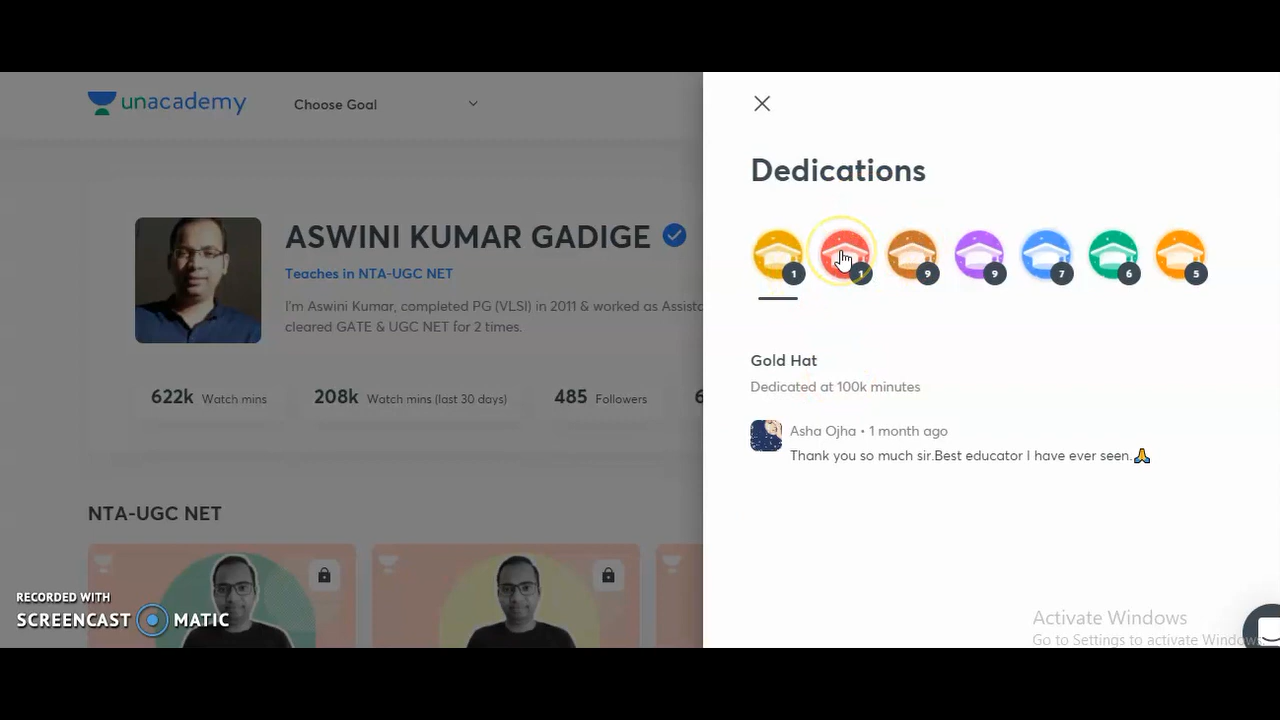 unacademy
Choose Goal
ASWINI KUMAR GADIGE
Teaches in NTA-UGC NET
I'm Aswini Kumar, completed PG (VLSI) in 2011 & worked as Assista
cleared GATE & UGC NET for 2 times.
622k Watch mins
208k Watch mins (last 30 days)
485 Followers
6
NTA-UGC NET
RECORDED WITH
SCREENCAST MATIC
Dedications
1 1 9 9 7 6 5
Gold Hat
Dedicated at 100k minutes
Asha Ojha • 1 month ago
Thank you so much sir.Best educator I have ever seen.🙏
Activate Windows
Go to Settings to activate Windows.